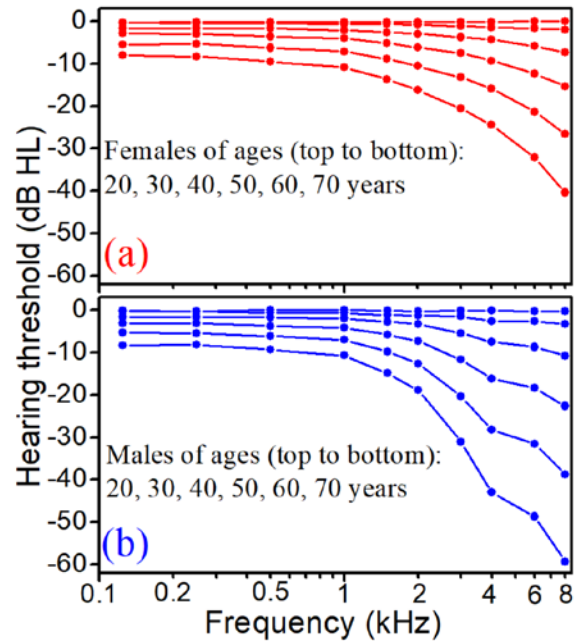 Hearing threshold (dB HL)
0
-10
-20
-30
-40
-50
-60
Females of ages (top to bottom):
20, 30, 40, 50, 60, 70 years
(a)
0
-10
-20
-30
-40
-50
-60
Males of ages (top to bottom):
20, 30, 40, 50, 60, 70 years
(b)
0.1 0.2 0.5 1 2 4 6 8
Frequency (kHz)